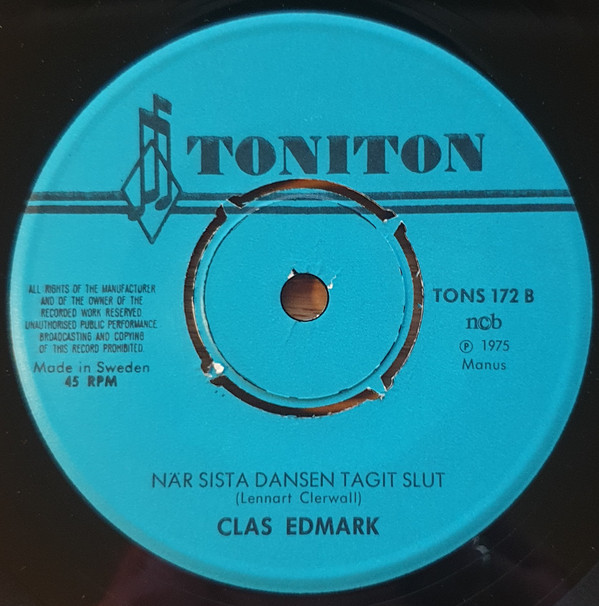 TONITON
ALL RIGHTS OF THE MANUFACTURER
AND OF THE OWNER OF THE
RECORDED WORK RESERVED
UNAUTHORISED PUBLIC PERFORMANCE
BROADCASTING AND COPYING
OF THIS RECORD PROHIBITED.
Made in Sweden
45 RPM
TONS 172 B
ncb
℗ 1975
Manus
NÄR SISTA DANSEN TAGIT SLUT
(Lennart Clerwall)
CLAS EDMARK